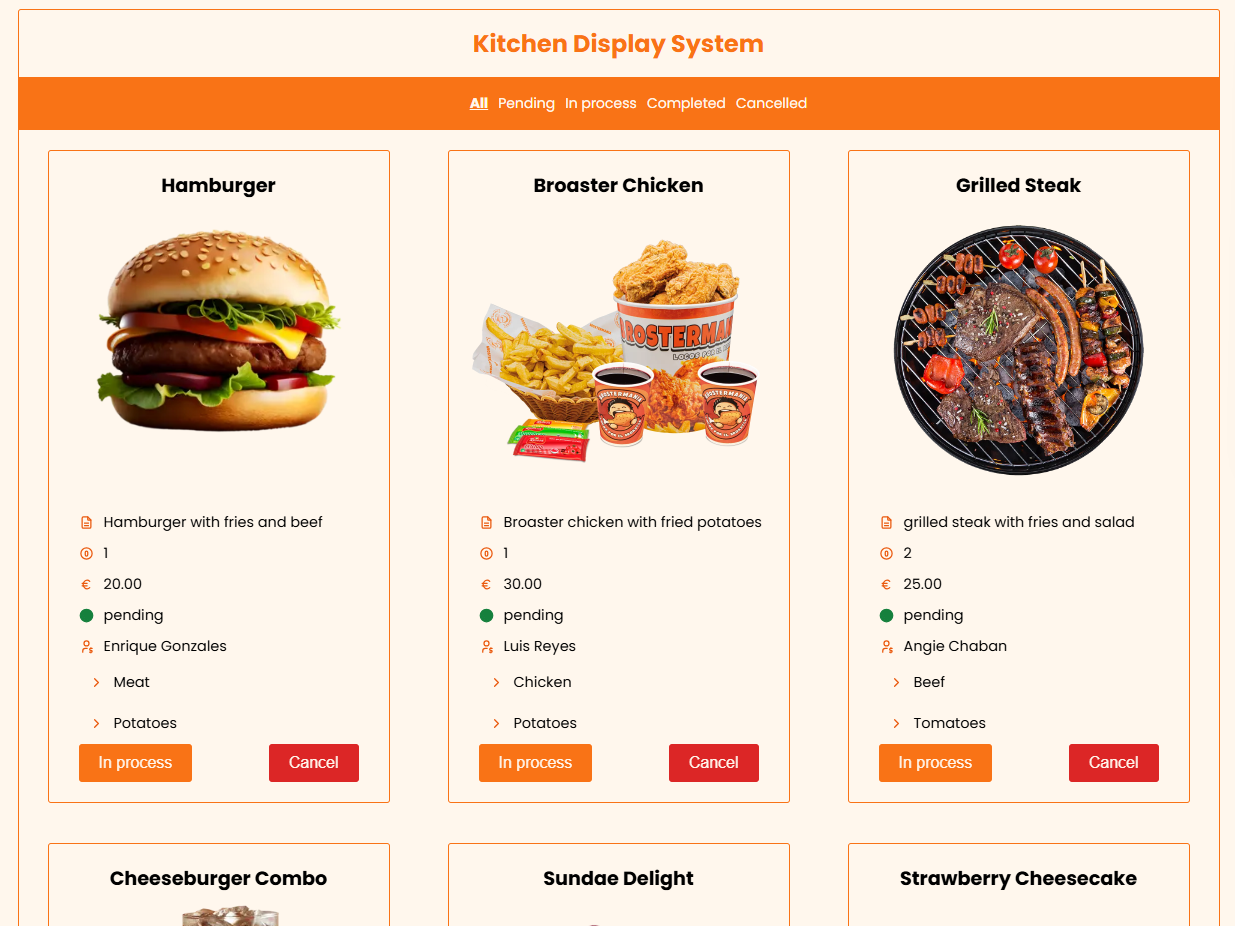 Kitchen Display System
All Pending In process Completed Cancelled
Hamburger
Hamburger with fries and beef
1
€ 20.00
pending
Enrique Gonzales
Meat
Potatoes
In process Cancel
Broaster Chicken
LOCOS POR EL
Broaster chicken with fried potatoes
1
€ 30.00
pending
Luis Reyes
Chicken
Potatoes
In process Cancel
Grilled Steak
grilled steak with fries and salad
2
€ 25.00
pending
Angie Chaban
Beef
Tomatoes
In process Cancel
Cheeseburger Combo
Sundae Delight
Strawberry Cheesecake